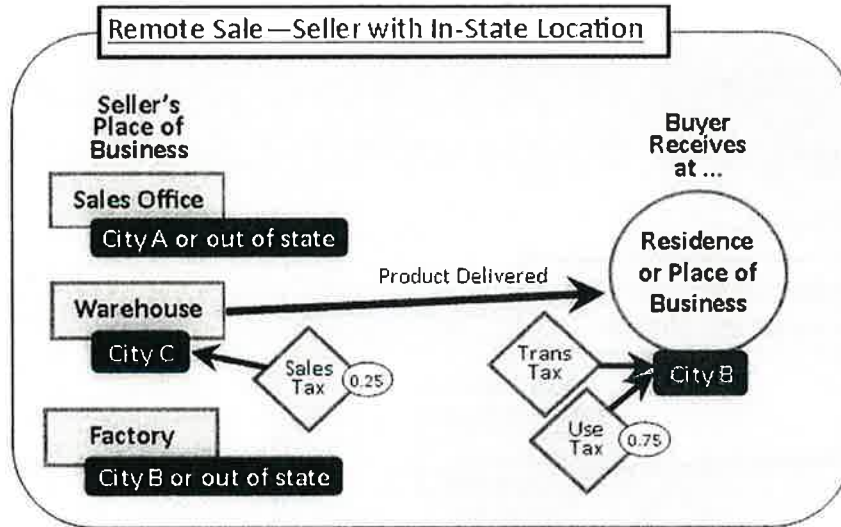 Remote Sale—Seller with In-State Location
Seller's
Place of
Business
Sales Office
City A or out of state
Warehouse
City C
Sales
Tax
0.25
Factory
City B or out of state
Product Delivered
Buyer
Receives
at ...
Residence
or Place of
Business
City B
Trans
Tax
Use
Tax
0.75